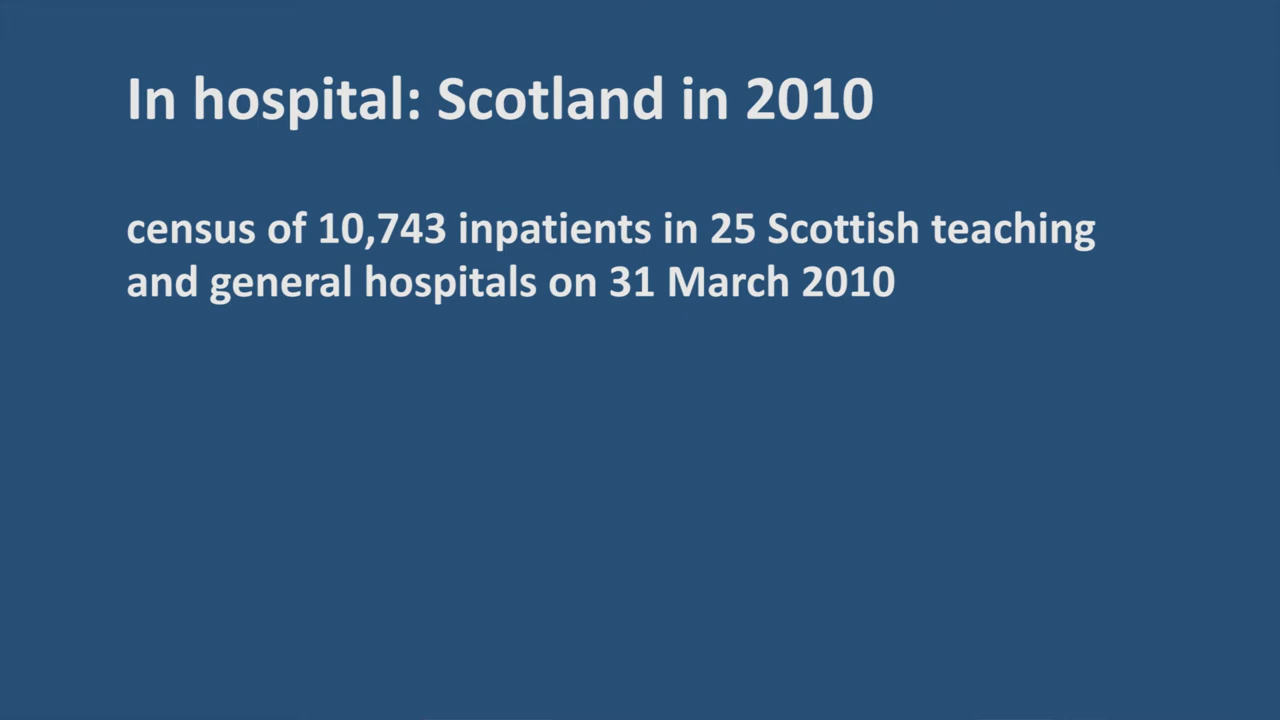 In hospital: Scotland in 2010
census of 10,743 inpatients in 25 Scottish teaching
and general hospitals on 31 March 2010